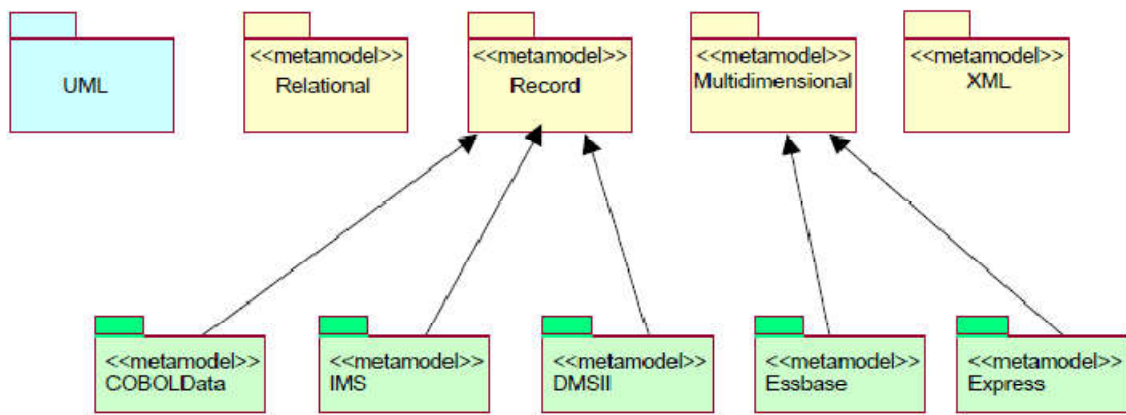 UML
<<metamodel>>
Relational
<<metamodel>>
Record
<<metamodel>>
Multidimensional
<<metamodel>>
XML
<<metamodel>>
COBOLData
<<metamodel>>
IMS
<<metamodel>>
DMSII
<<metamodel>>
Essbase
<<metamodel>>
Express